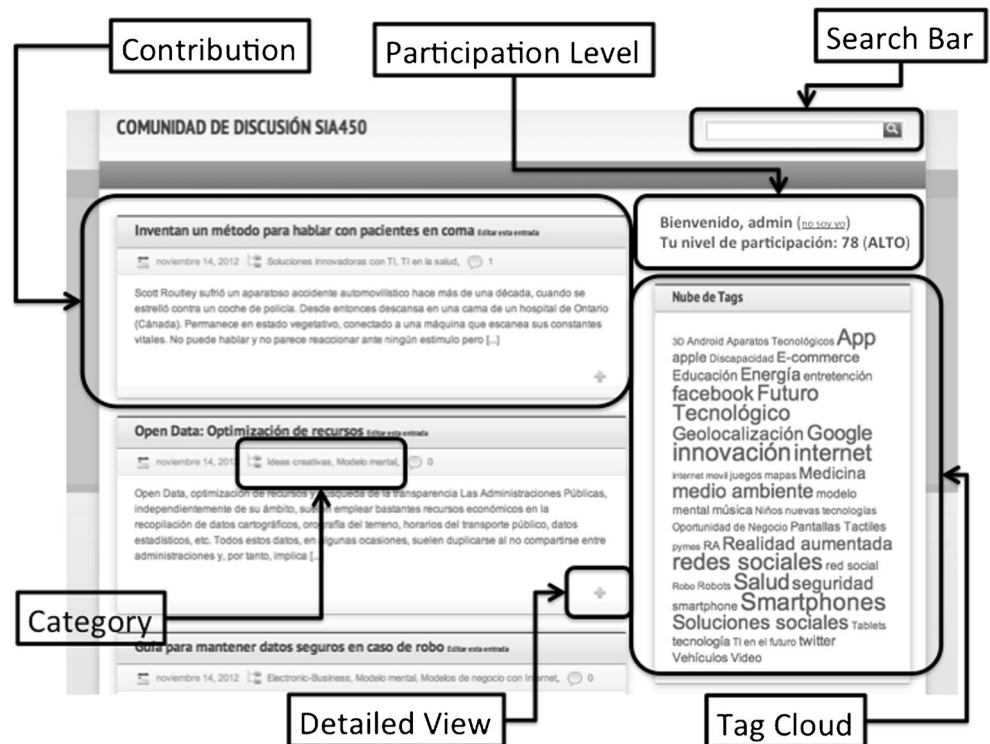 Contribution
Participation Level
Search Bar
COMUNIDAD DE DISCUSIÓN SIA450
Inventan un método para hablar con pacientes en coma Editar esta entrada
noviembre 14, 2012 Soluciones innovadoras con TI, TI en la salud, 1
Scott Routley sufrió un aparatoso accidente automovilístico hace más de una década, cuando se
estrelló contra un coche de policía. Desde entonces descansa en una cama de un hospital de Ontario
(Cánada). Permanece en estado vegetativo, conectado a una máquina que escanea sus constantes
vitales. No puede hablar y no parece reaccionar ante ningún estimulo pero [...]
Open Data: Optimización de recursos Editar esta entrada
noviembre 14, 201 Ideas creativas, Modelo mental, 0
Open Data, optimización de recursos y búsqueda de la transparencia Las Administraciones Públicas,
independientemente de su ámbito, suelen emplear bastantes recursos económicos en la
recopilación de datos cartográficos, orografía del terreno, horarios del transporte público, datos
estadísticos, etc. Todos estos datos, en algunas ocasiones, suelen duplicarse al no compartirse entre
administraciones y, por tanto, implica [...
Category
Guía para mantener datos seguros en caso de robo Editar esta entrada
noviembre 14, 2012 Electronic-Business, Modelo mental, Modelos de negocio con Internet, 0
Detailed View
Bienvenido, admin (no soy yo)
Tu nivel de participación: 78 (ALTO)
Nube de Tags
3D Android Aparatos Tecnológicos App
apple Discapacidad E-commerce
Educación Energía entretención
facebook Futuro
Tecnológico
Geolocalización Google
innovación internet
internet movil juegos mapas Medicina
medio ambiente modelo
mental música Niños nuevas tecnologías
Oportunidad de Negocio Pantallas Tactiles
pymes RA Realidad aumentada
redes sociales red social
Robo Robots Salud seguridad
smartphone Smartphones
Soluciones sociales Tablets
tecnología TI en el futuro twitter
Vehículos Video
Tag Cloud